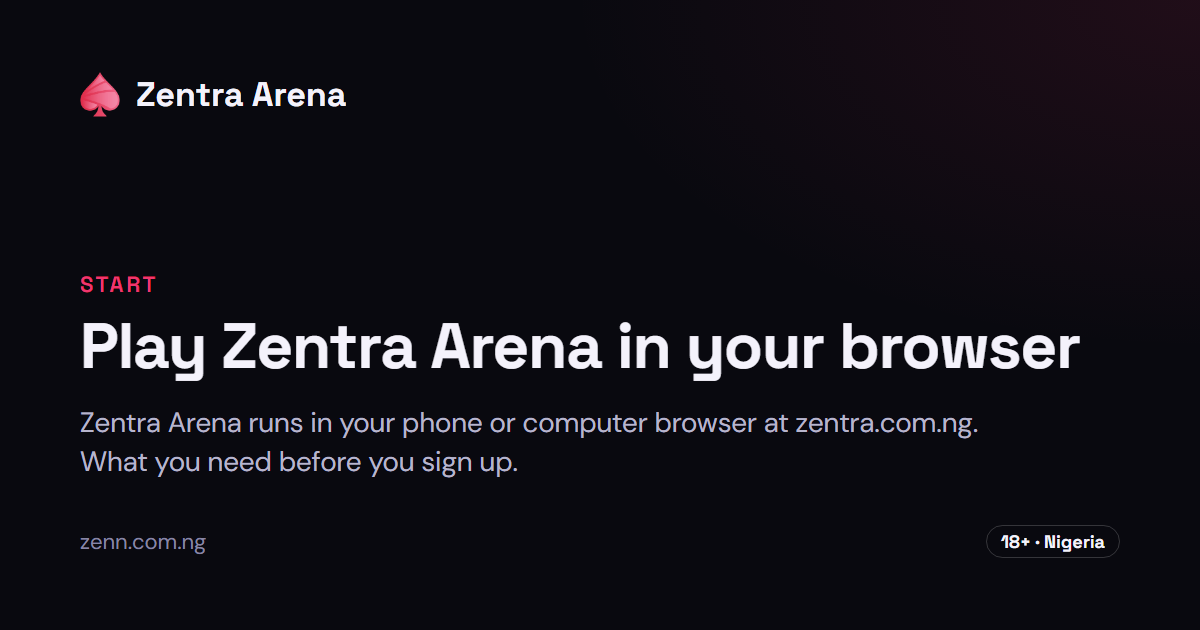 Zentra Arena
START
Play Zentra Arena in your browser
Zentra Arena runs in your phone or computer browser at zentra.com.ng.
What you need before you sign up.
zenn.com.ng
18+ · Nigeria